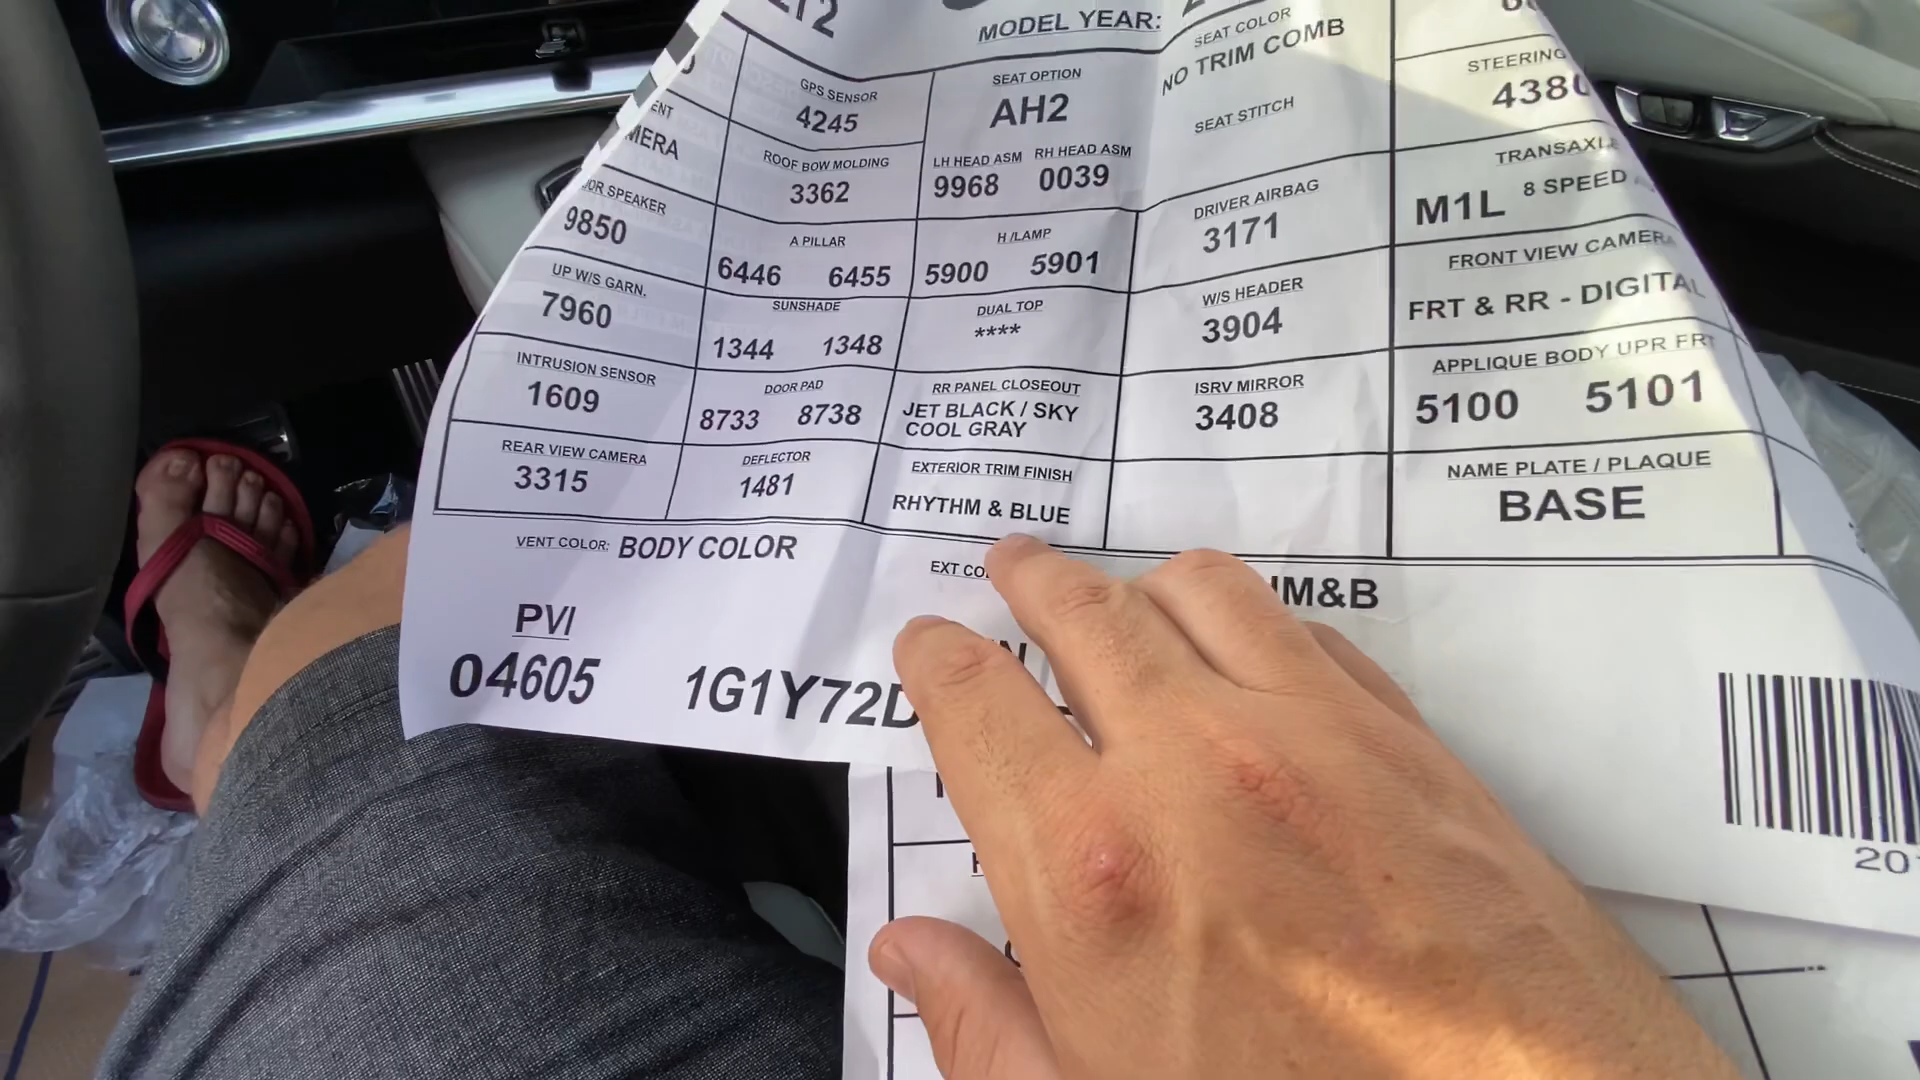 MODEL YEAR:
GPS SENSOR
4245
SEAT OPTION
AH2
SEAT COLOR
NO TRIM COMB
STEERING
4380
ROOF BOW MOLDING
3362
LH HEAD ASM RH HEAD ASM
9968 0039
SEAT STITCH
TRANSAXLE
M1L 8 SPEED
SPEAKER
9850
A PILLAR
6446 6455
H /LAMP
5900 5901
DRIVER AIRBAG
3171
FRONT VIEW CAMERA
FRT & RR - DIGITAL
UP W/S GARN.
7960
SUNSHADE
1344 1348
DUAL TOP
****
W/S HEADER
3904
APPLIQUE BODY UPR FRT
5100 5101
INTRUSION SENSOR
1609
DOOR PAD
8733 8738
RR PANEL CLOSEOUT
JET BLACK / SKY
COOL GRAY
ISRV MIRROR
3408
NAME PLATE / PLAQUE
BASE
REAR VIEW CAMERA
3315
DEFLECTOR
1481
EXTERIOR TRIM FINISH
RHYTHM & BLUE
VENT COLOR: BODY COLOR
EXT CO
M&B
PVI
04605
1G1Y72D
20